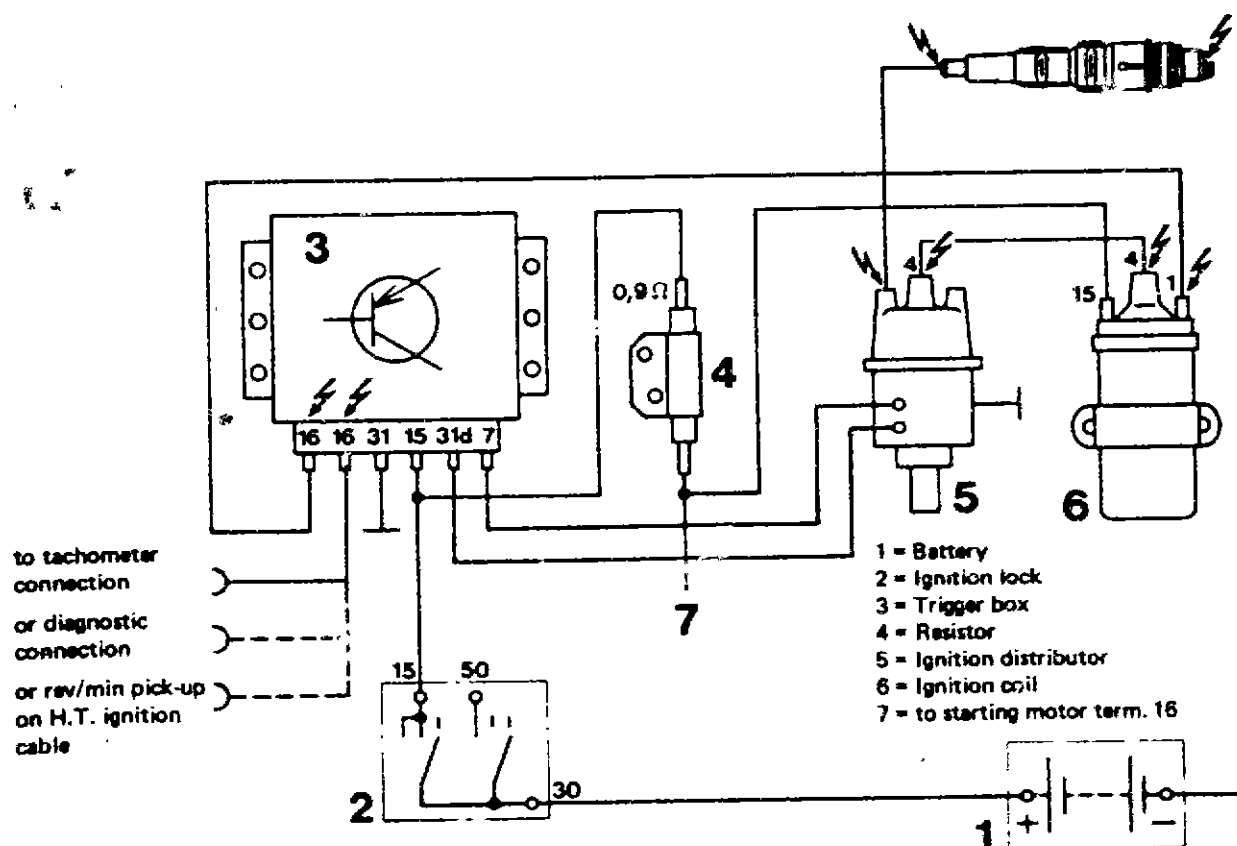 3
0,9Ω
4
4
15
4
1
16 16 31 15 31d 7
5
6
to tachometer
connection
or diagnostic
connection
or rev/min pick-up
on H.T. ignition
cable
7
1 = Battery
2 = Ignition lock
3 = Trigger box
4 = Resistor
5 = Ignition distributor
6 = Ignition coil
7 = to starting motor term. 16
15 50
2
30
1
+ −